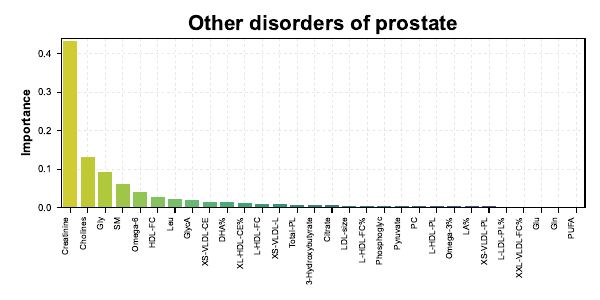 Other disorders of prostate
Importance
0.4
0.3
0.2
0.1
0.0
Creatinine
Cholines
Gly
SM
Omega-6
HDL-FC
Leu
GlycA
XS-VLDL-CE
DHA%
XL-HDL-CE%
L-HDL-FC
XS-VLDL-L
Total-PL
3-Hydroxybutyrate
Citrate
LDL-size
L-HDL-FC%
Phosphoglyc
Pyruvate
PC
L-HDL-PL
Omega-3%
LA%
XS-VLDL-PL
L-LDL-PL%
XXL-VLDL-FC%
Glu
Gln
PUFA